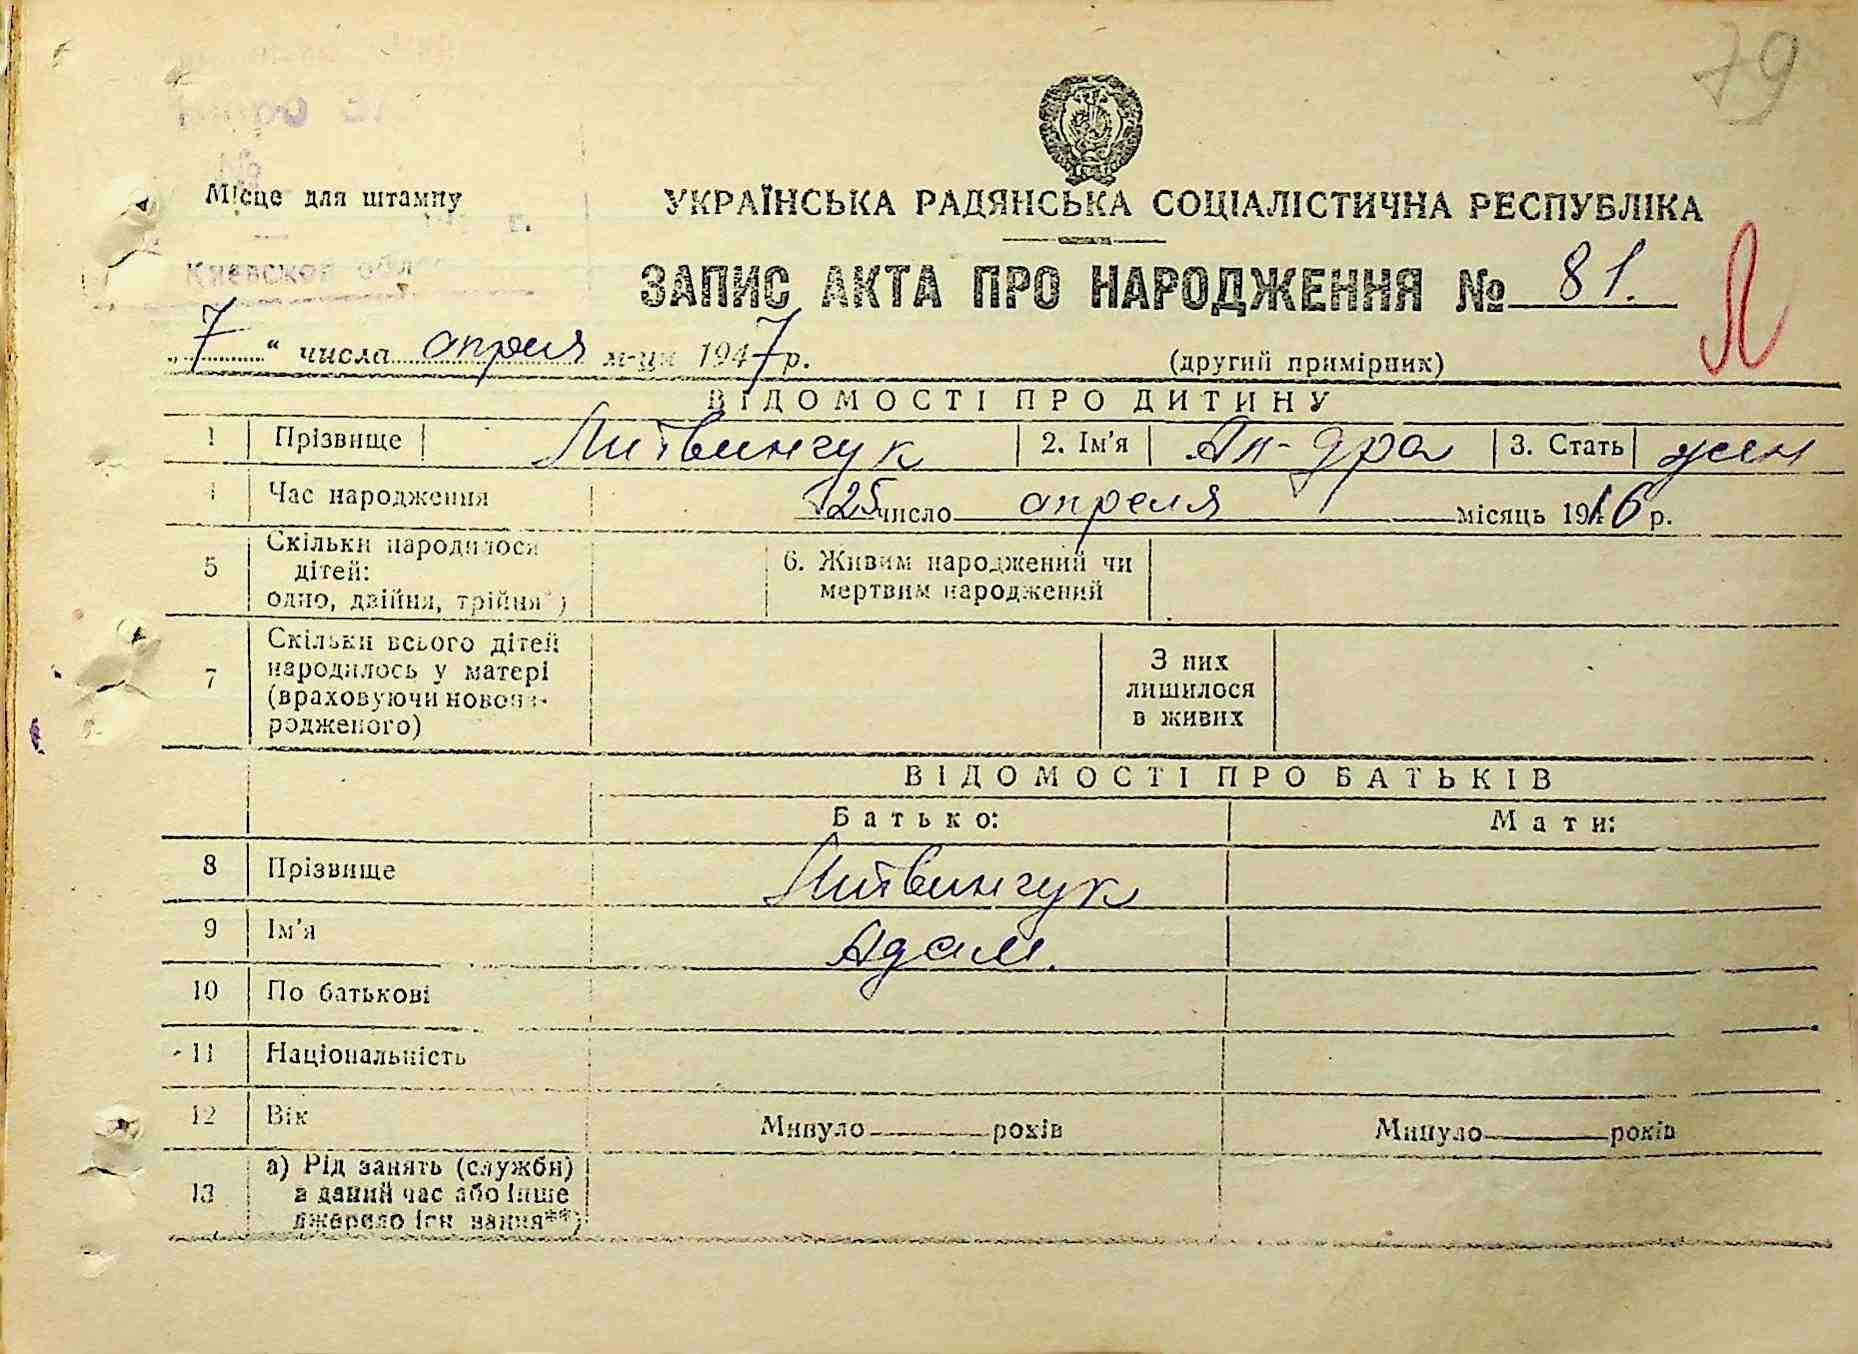 79
Місце для штампу
Киевской
УКРАЇНСЬКА РАДЯНСЬКА СОЦІАЛІСТИЧНА РЕСПУБЛІКА
ЗАПИС АКТА ПРО НАРОДЖЕННЯ № 81.
Л
„7“ числа апреля м-ця 1947 р.
(другий примірник)
ВІДОМОСТІ ПРО ДИТИНУ
1 Прізвище Литвинчук 2. Ім'я Ал-дра 3. Стать жен
4 Час народження 25 число апреля місяць 1916 р.
5 Скільки народилося дітей: одно, двійня, трійня*)
6. Живим народжений чи мертвим народжений
7 Скільки всього дітей народилось у матері (враховуючи новонародженого)
З них лишилося в живих
ВІДОМОСТІ ПРО БАТЬКІВ
Батько: Мати:
8 Прізвище Литвинчук
9 Ім'я Адам.
10 По батькові
11 Національність
12 Вік Минуло рокiв Минуло років
13 а) Рід занять (служби) в даний час або інше джерело існування**)